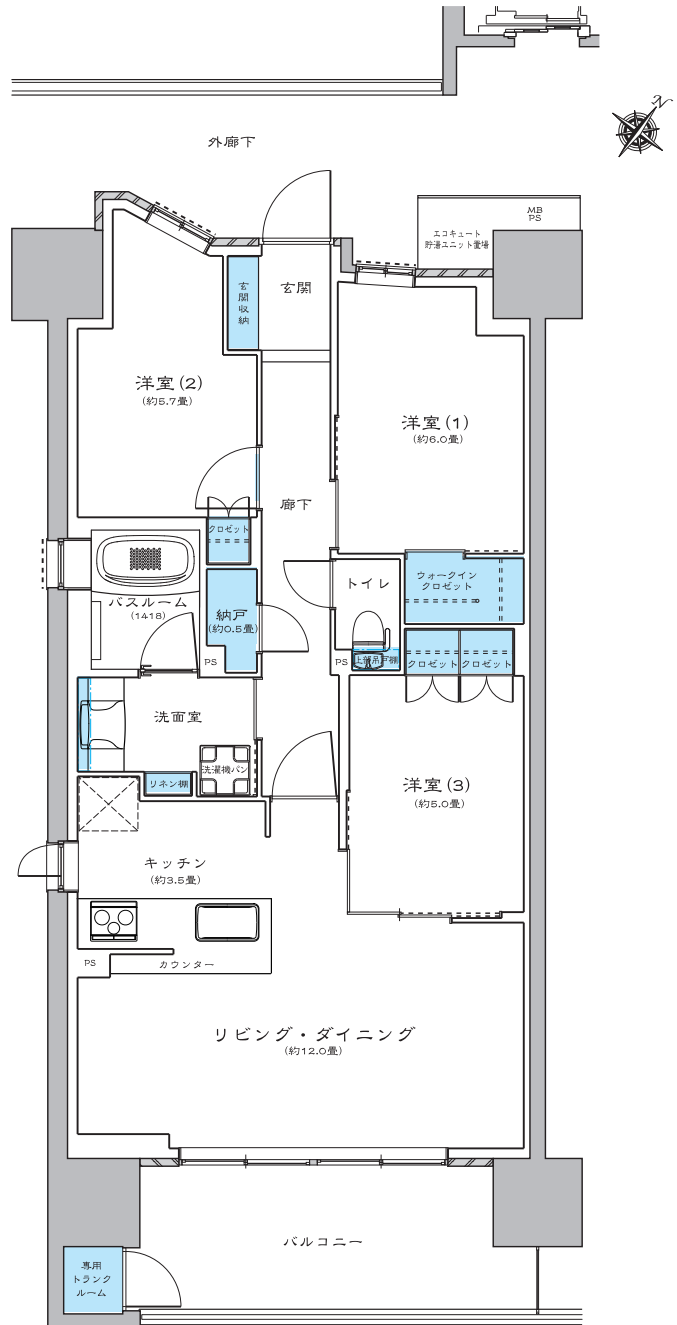 N
外廊下
MB
PS
エコキュート
貯湯ユニット置場
玄関収納
玄関
洋室(2)
(約5.7畳)
洋室(1)
(約6.0畳)
廊下
クロゼット
トイレ
ウォークイン
クロゼット
バスルーム
(1418)
納戸
(約0.5畳)
PS
PS
上部吊戸棚
クロゼット
クロゼット
洗面室
洗濯機パン
リネン棚
洋室(3)
(約5.0畳)
キッチン
(約3.5畳)
PS
カウンター
リビング・ダイニング
(約12.0畳)
バルコニー
専用
トランク
ルーム